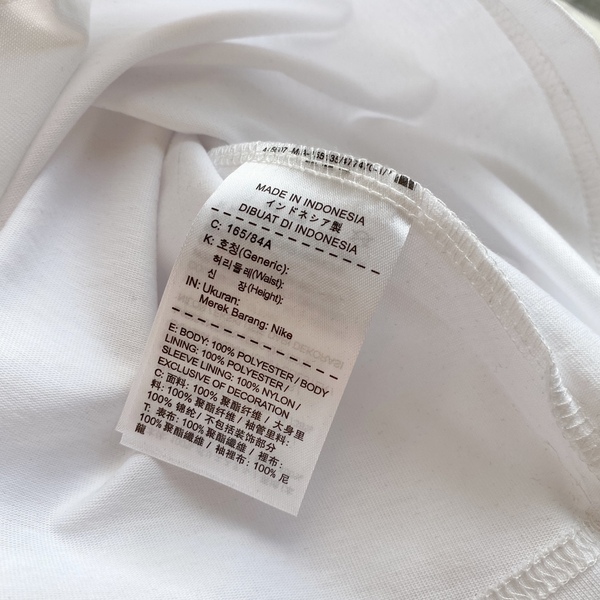 MADE IN INDONESIA
インドネシア製
DIBUAT DI INDONESIA
C: 165/84A
K: 호칭(Generic):
허리둘레(Waist):
신 장(Height):
IN: Ukuran:
Merek Barang: Nike
E: BODY: 100% POLYESTER / BODY
LINING: 100% POLYESTER /
SLEEVE LINING: 100% NYLON /
EXCLUSIVE OF DECORATION
C: 面料: 100% 聚酯纤维 / 大身里
料: 100% 聚酯纤维 / 袖管里料:
100% 锦纶 / 不包括装饰部分
T: 表布: 100% 聚酯纖維 / 裡布:
100% 聚酯纖維 / 袖裡布: 100% 尼
龍